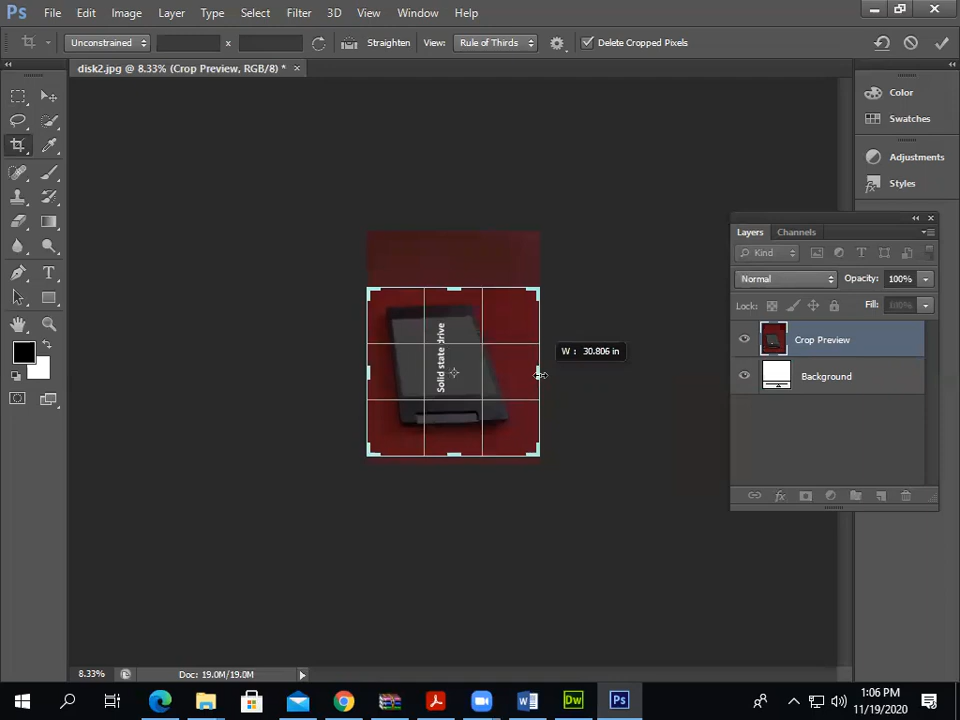 Ps File Edit Image Layer Type Select Filter 3D View Window Help
Unconstrained x Straighten View: Rule of Thirds Delete Cropped Pixels
disk2.jpg @ 8.33% (Crop Preview, RGB/8) * ×
Color
Swatches
Adjustments
Styles
Layers Channels
Kind
Normal Opacity: 100%
Lock: Fill: 100%
Crop Preview
Background
Solid state drive
W : 30.806 in
8.33% Doc: 19.0M/19.0M
1:06 PM
11/19/2020